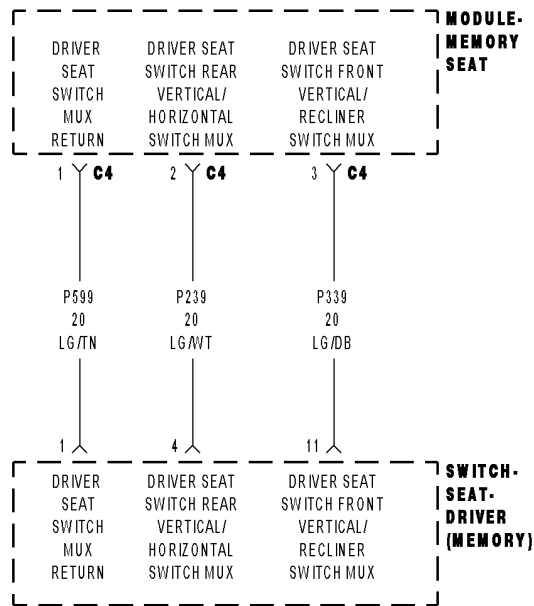 MODULE-
MEMORY
SEAT
DRIVER
SEAT
SWITCH
MUX
RETURN
DRIVER SEAT
SWITCH REAR
VERTICAL/
HORIZONTAL
SWITCH MUX
DRIVER SEAT
SWITCH FRONT
VERTICAL/
RECLINER
SWITCH MUX
1 C4
2 C4
3 C4
P599
20
LG/TN
P239
20
LG/WT
P339
20
LG/DB
1
4
11
DRIVER
SEAT
SWITCH
MUX
RETURN
DRIVER SEAT
SWITCH REAR
VERTICAL/
HORIZONTAL
SWITCH MUX
DRIVER SEAT
SWITCH FRONT
VERTICAL/
RECLINER
SWITCH MUX
SWITCH-
SEAT-
DRIVER
(MEMORY)